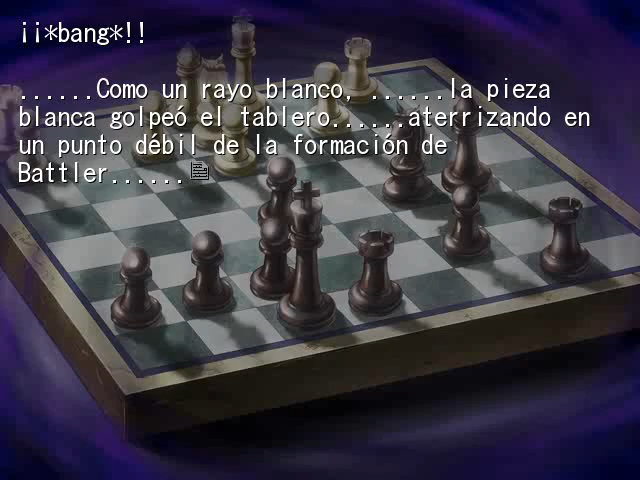 ¡¡*bang*!!
......Como un rayo blanco, ......la pieza
blanca golpeó el tablero......aterrizando en
un punto débil de la formación de
Battler......